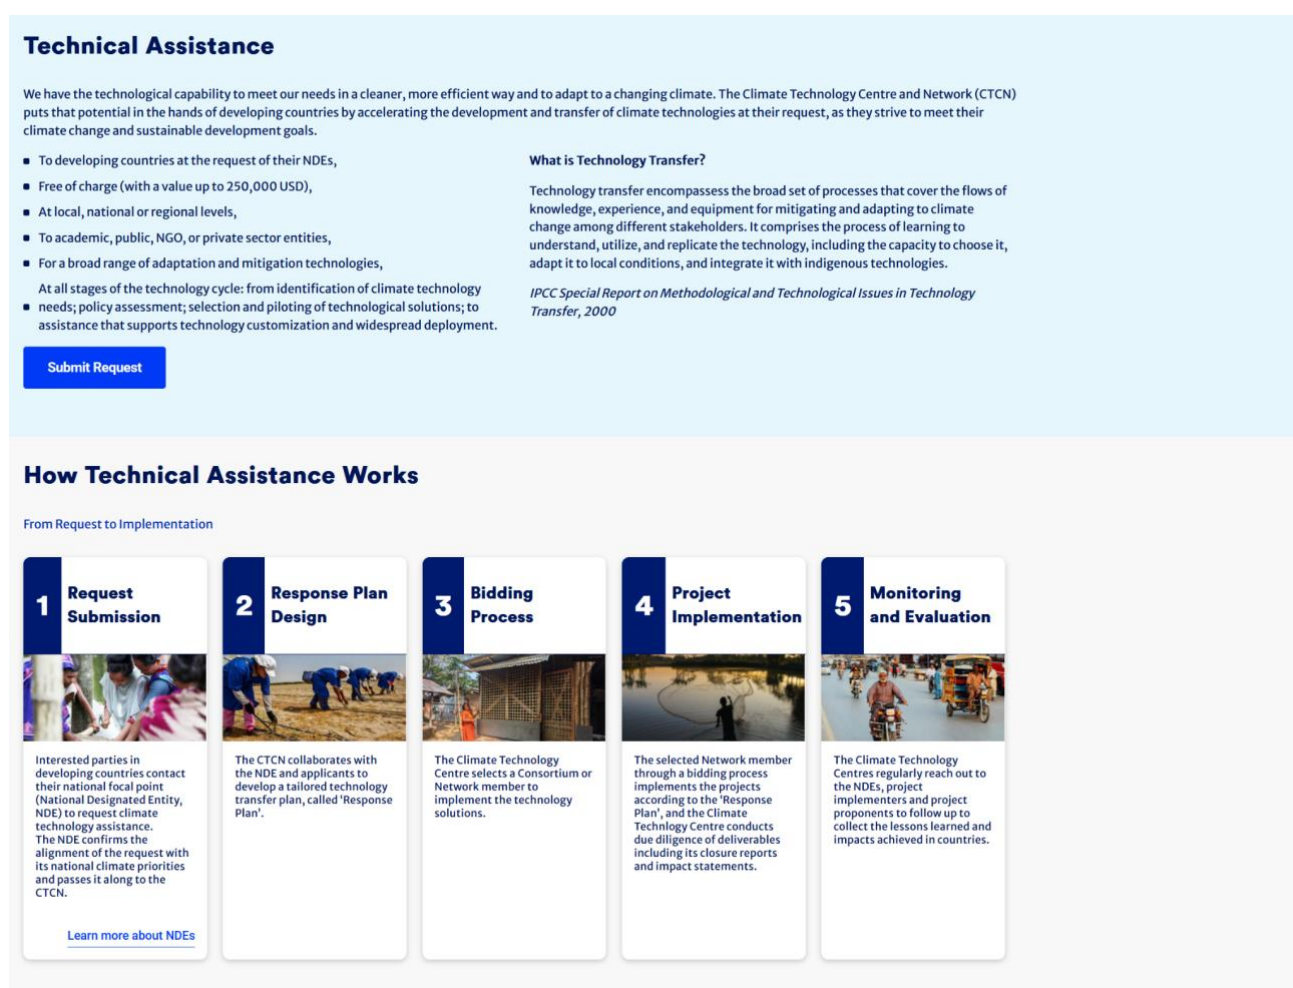 Technical Assistance
We have the technological capability to meet our needs in a cleaner, more efficient way and to adapt to a changing climate. The Climate Technology Centre and Network (CTCN)
puts that potential in the hands of developing countries by accelerating the development and transfer of climate technologies at their request, as they strive to meet their
climate change and sustainable development goals.
To developing countries at the request of their NDEs,
Free of charge (with a value up to 250,000 USD),
At local, national or regional levels,
To academic, public, NGO, or private sector entities,
For a broad range of adaptation and mitigation technologies,
At all stages of the technology cycle: from identification of climate technology
needs; policy assessment; selection and piloting of technological solutions; to
assistance that supports technology customization and widespread deployment.
Submit Request
What is Technology Transfer?
Technology transfer encompassess the broad set of processes that cover the flows of
knowledge, experience, and equipment for mitigating and adapting to climate
change among different stakeholders. It comprises the process of learning to
understand, utilize, and replicate the technology, including the capacity to choose it,
adapt it to local conditions, and integrate it with indigenous technologies.
IPCC Special Report on Methodological and Technological Issues in Technology
Transfer, 2000
How Technical Assistance Works
From Request to Implementation
1
Request
Submission
Interested parties in
developing countries contact
their national focal point
(National Designated Entity,
NDE) to request climate
technology assistance.
The NDE confirms the
alignment of the request with
its national climate priorities
and passes it along to the
CTCN.
Learn more about NDEs
2
Response Plan
Design
The CTCN collaborates with
the NDE and applicants to
develop a tailored technology
transfer plan, called 'Response
Plan'.
3
Bidding
Process
The Climate Technology
Centre selects a Consortium or
Network member to
implement the technology
solutions.
4
Project
Implementation
The selected Network member
through a bidding process
implements the projects
according to the 'Response
Plan', and the Climate
Technlogy Centre conducts
due diligence of deliverables
including its closure reports
and impact statements.
5
Monitoring
and Evaluation
The Climate Technology
Centres regularly reach out to
the NDEs, project
implementers and project
proponents to follow up to
collect the lessons learned and
impacts achieved in countries.